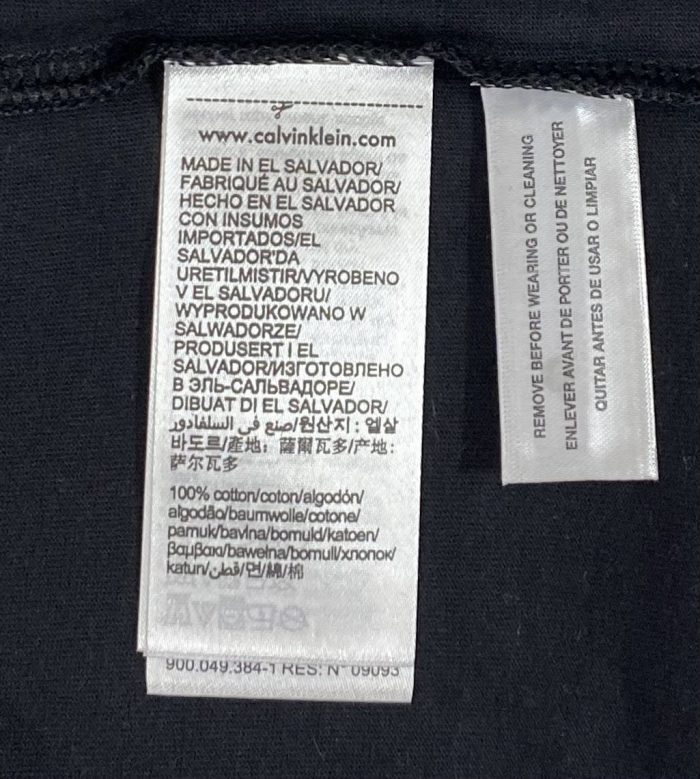 www.calvinklein.com
MADE IN EL SALVADOR/
FABRIQUÉ AU SALVADOR/
HECHO EN EL SALVADOR
CON INSUMOS
IMPORTADOS/EL
SALVADOR'DA
URETILMISTIR/VYROBENO
V EL SALVADORU/
WYPRODUKOWANO W
SALWADORZE/
PRODUSERT I EL
SALVADOR/ИЗГОТОВЛЕНО
В ЭЛЬ-САЛЬВАДОРЕ/
DIBUAT DI EL SALVADOR/
صنع في السلفادور/원산지 : 엘살
바도르/產地: 薩爾瓦多/产地:
萨尔瓦多
100% cotton/coton/algodón/
algodão/baumwolle/cotone/
pamuk/bavlna/bomuld/katoen/
βαμβακι/bawełna/bomull/хлопок/
katun/قطن/면/綿/棉
900.049.384-1 RES: N° 09093
REMOVE BEFORE WEARING OR CLEANING
ENLEVER AVANT DE PORTER OU DE NETTOYER
QUITAR ANTES DE USAR O LIMPIAR